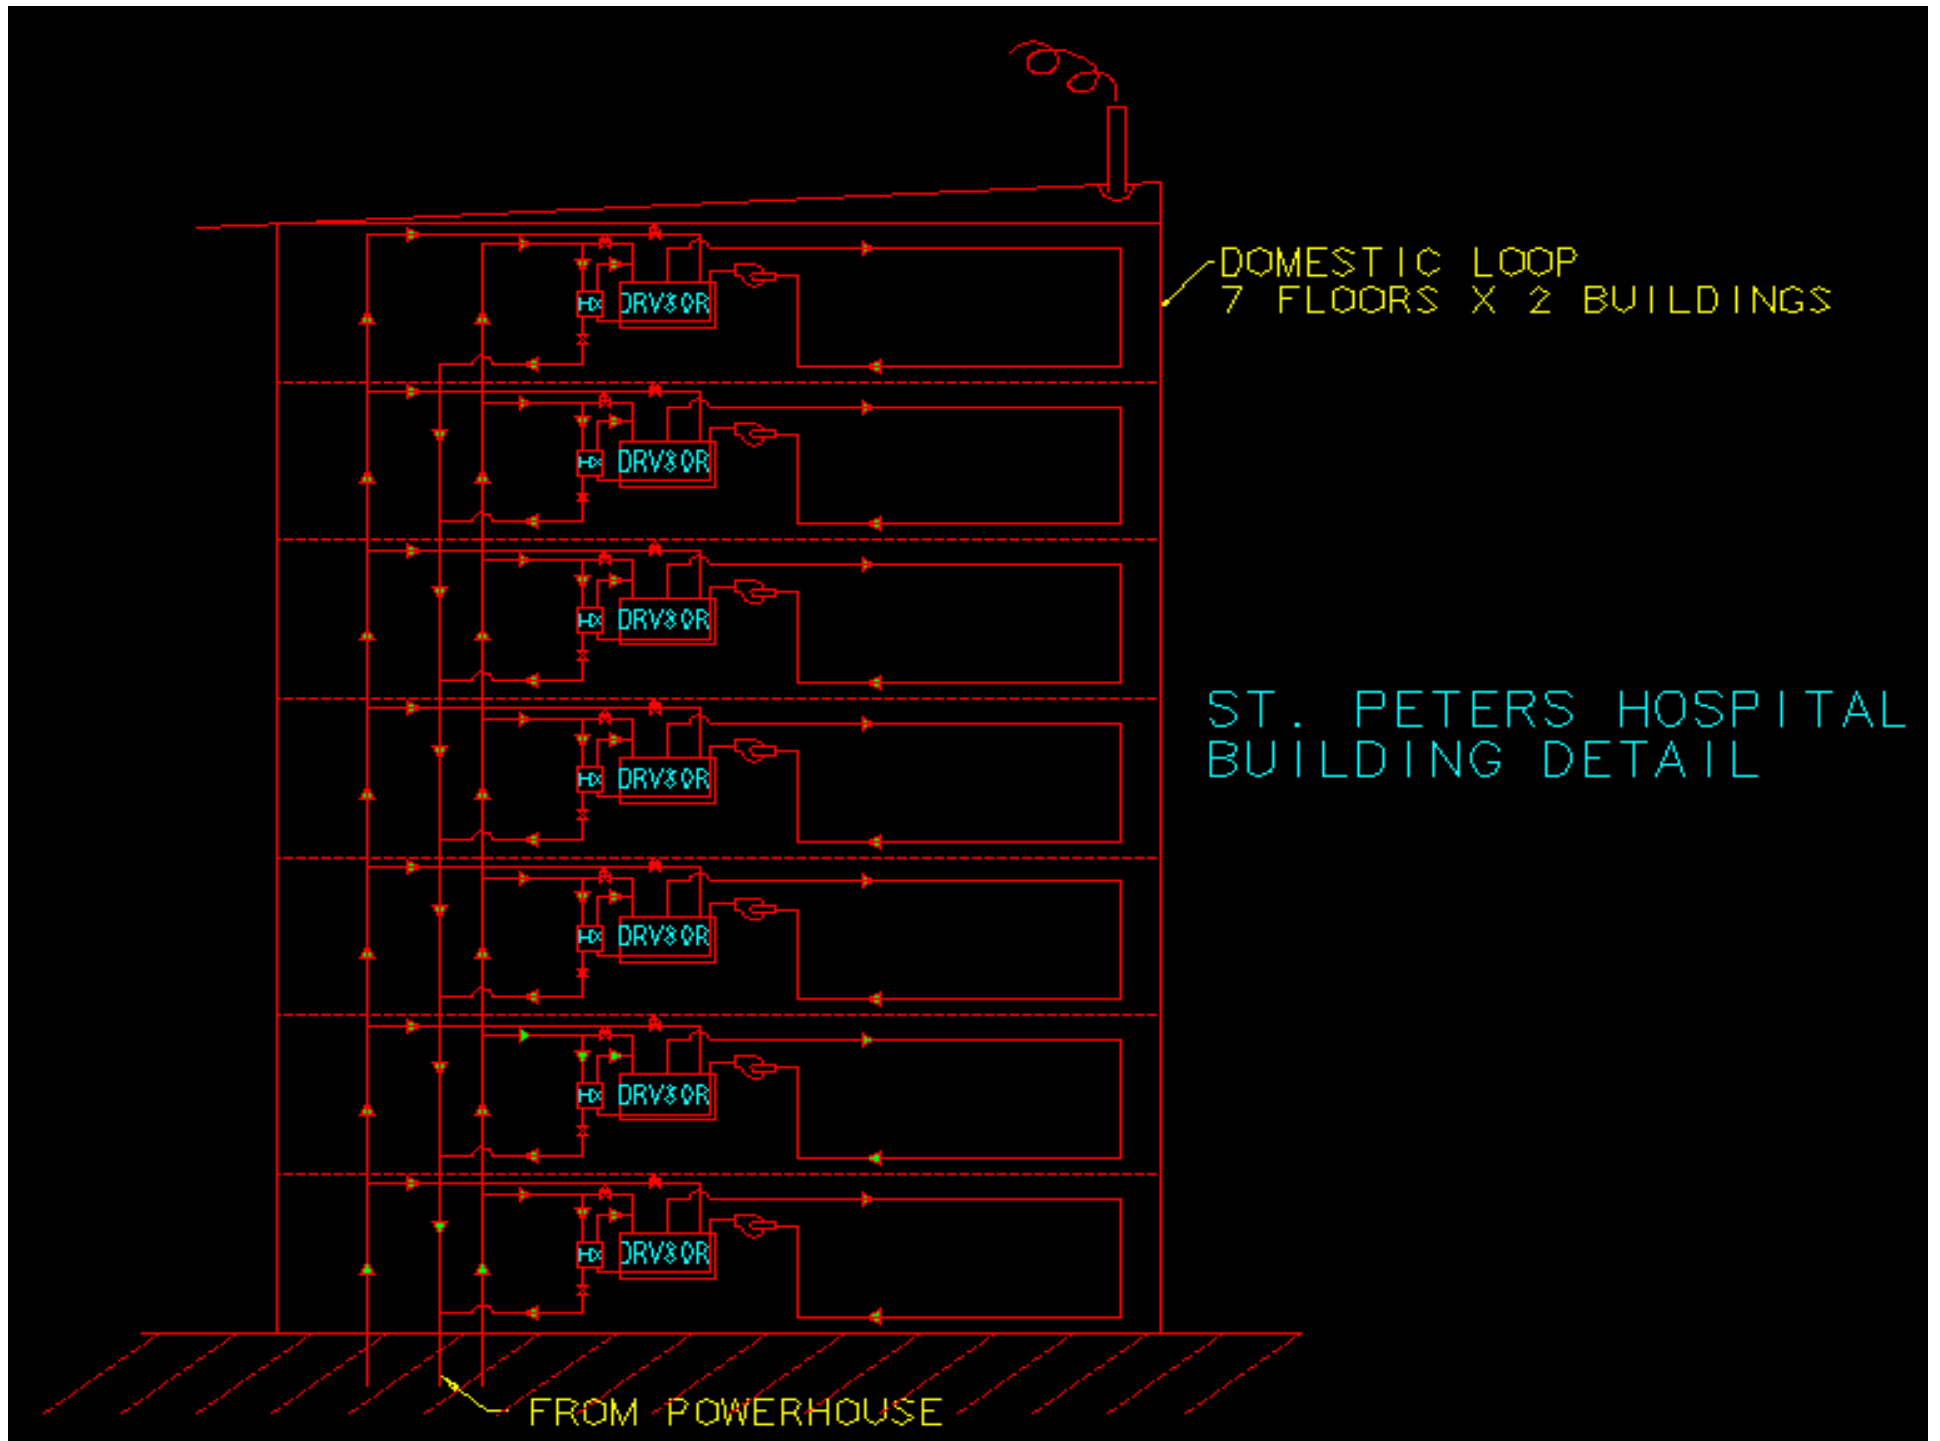 DOMESTIC LOOP
7 FLOORS X 2 BUILDINGS
HX DRV80R
HX DRV80R
HX DRV80R
ST. PETERS HOSPITAL
BUILDING DETAIL
HX DRV80R
HX DRV80R
HX DRV80R
HX DRV80R
FROM POWERHOUSE